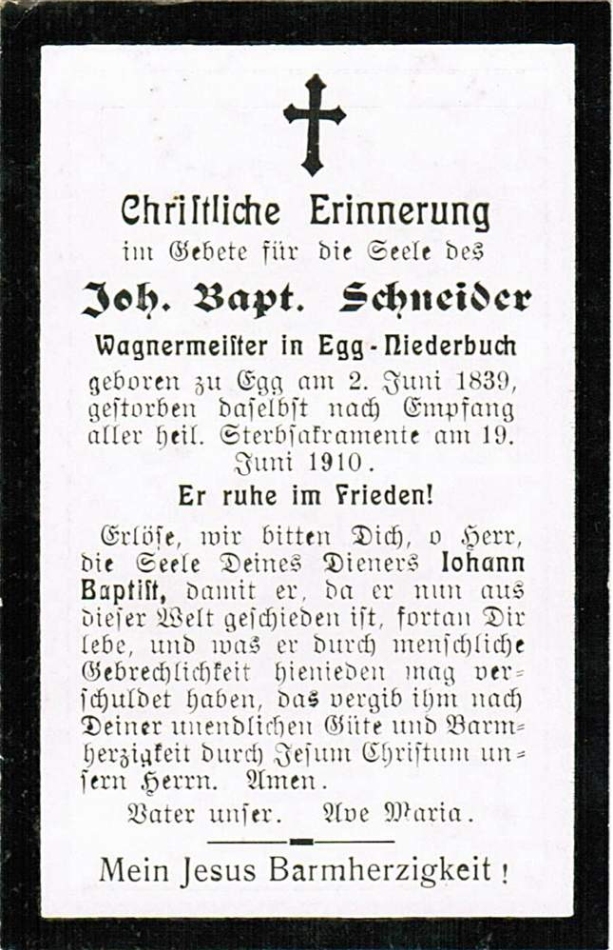 Chriſtliche Erinnerung
im Gebete für die Seele des
Joh. Bapt. Schneider
Wagnermeiſter in Egg - Niederbuch
geboren zu Egg am 2. Juni 1839,
geſtorben daſelbſt nach Empfang
aller heil. Sterbſakramente am 19.
Juni 1910.
Er ruhe im Frieden!
Erlöſe, wir bitten Dich, o Herr,
die Seele Deines Dieners Iohann
Baptiſt, damit er, da er nun aus
dieſer Welt geſchieden iſt, fortan Dir
lebe, und was er durch menſchliche
Gebrechlichkeit hienieden mag ver-
ſchuldet haben, das vergib ihm nach
Deiner unendlichen Güte und Barm-
herzigkeit durch Jeſum Chriſtum un-
ſern Herrn. Amen.
Vater unſer. Ave Maria.
Mein Jesus Barmherzigkeit!